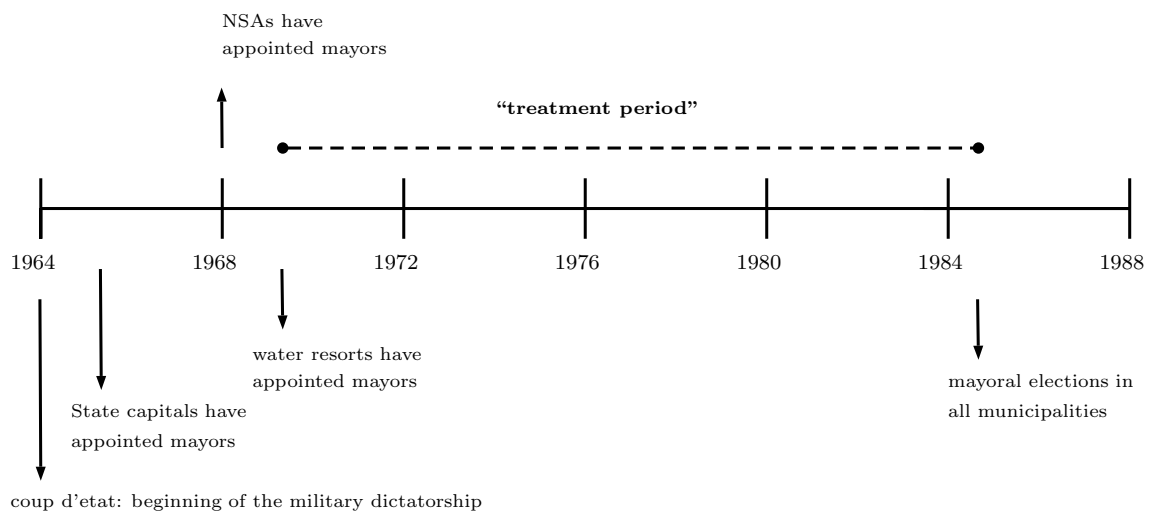 NSAs have
appointed mayors
“treatment period”
1964 1968 1972 1976 1980 1984 1988
water resorts have
appointed mayors
mayoral elections in
all municipalities
State capitals have
appointed mayors
coup d'etat: beginning of the military dictatorship